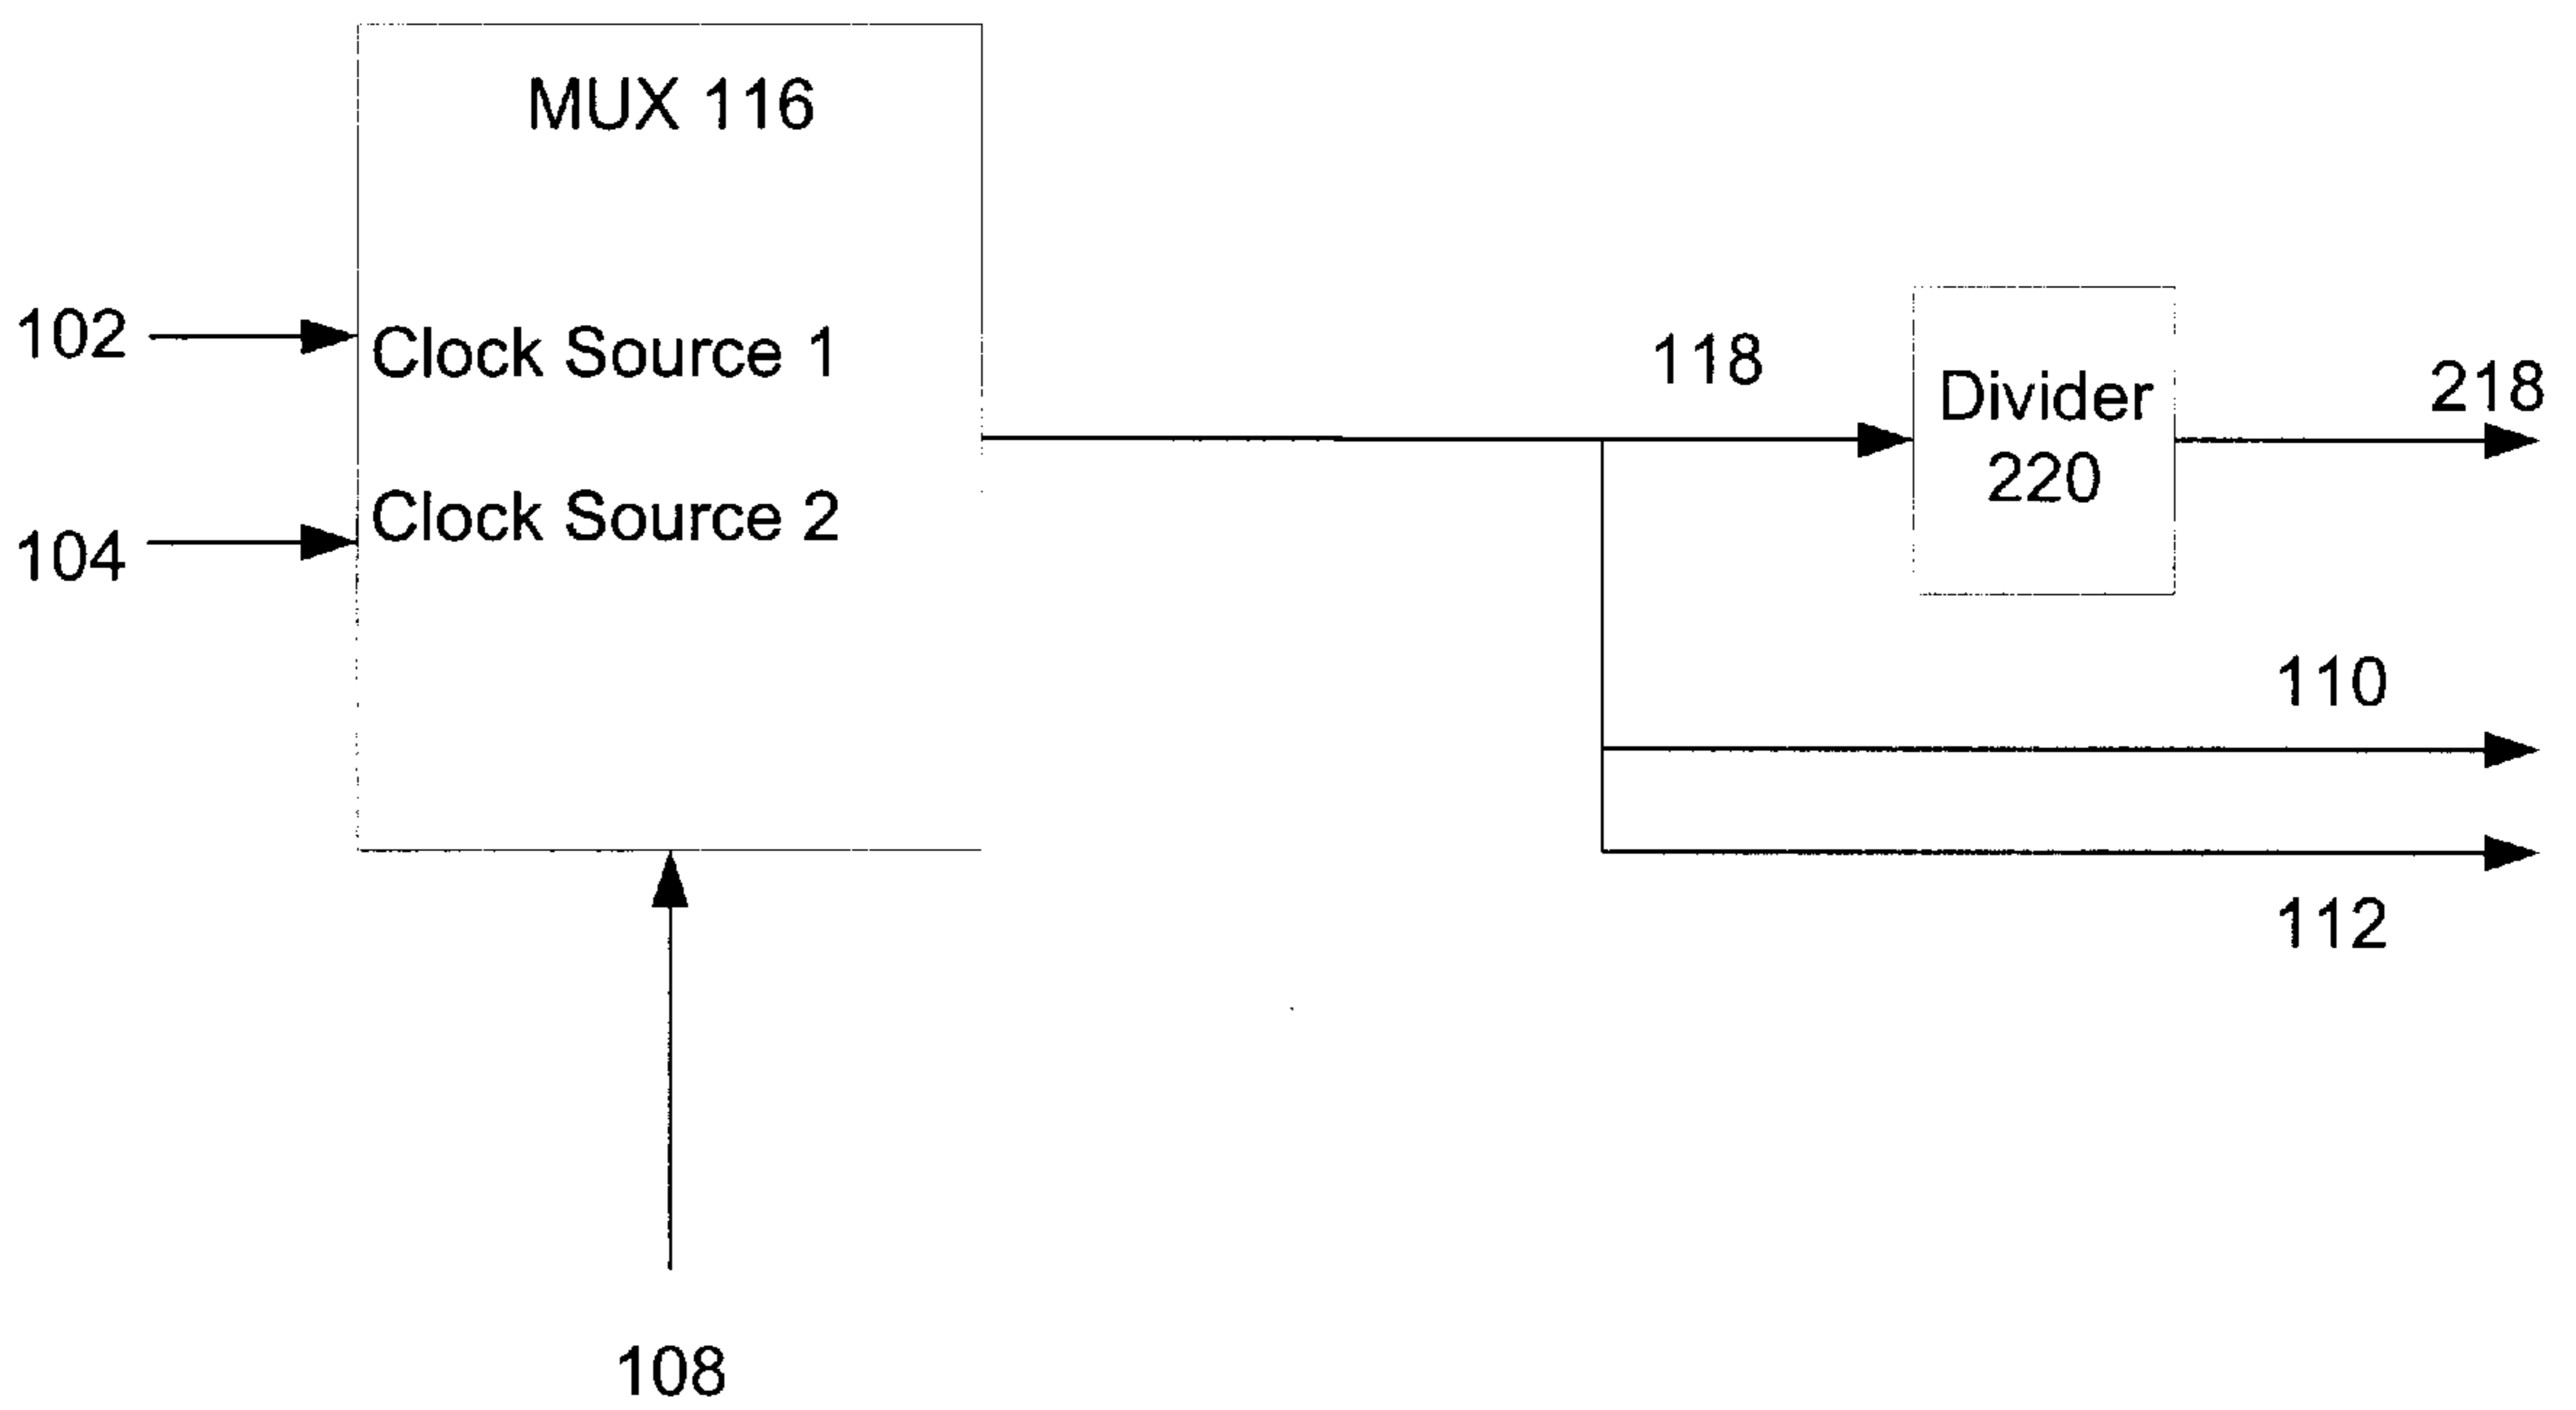 MUX 116
102
Clock Source 1
118
Divider
220
218
104
Clock Source 2
110
112
108